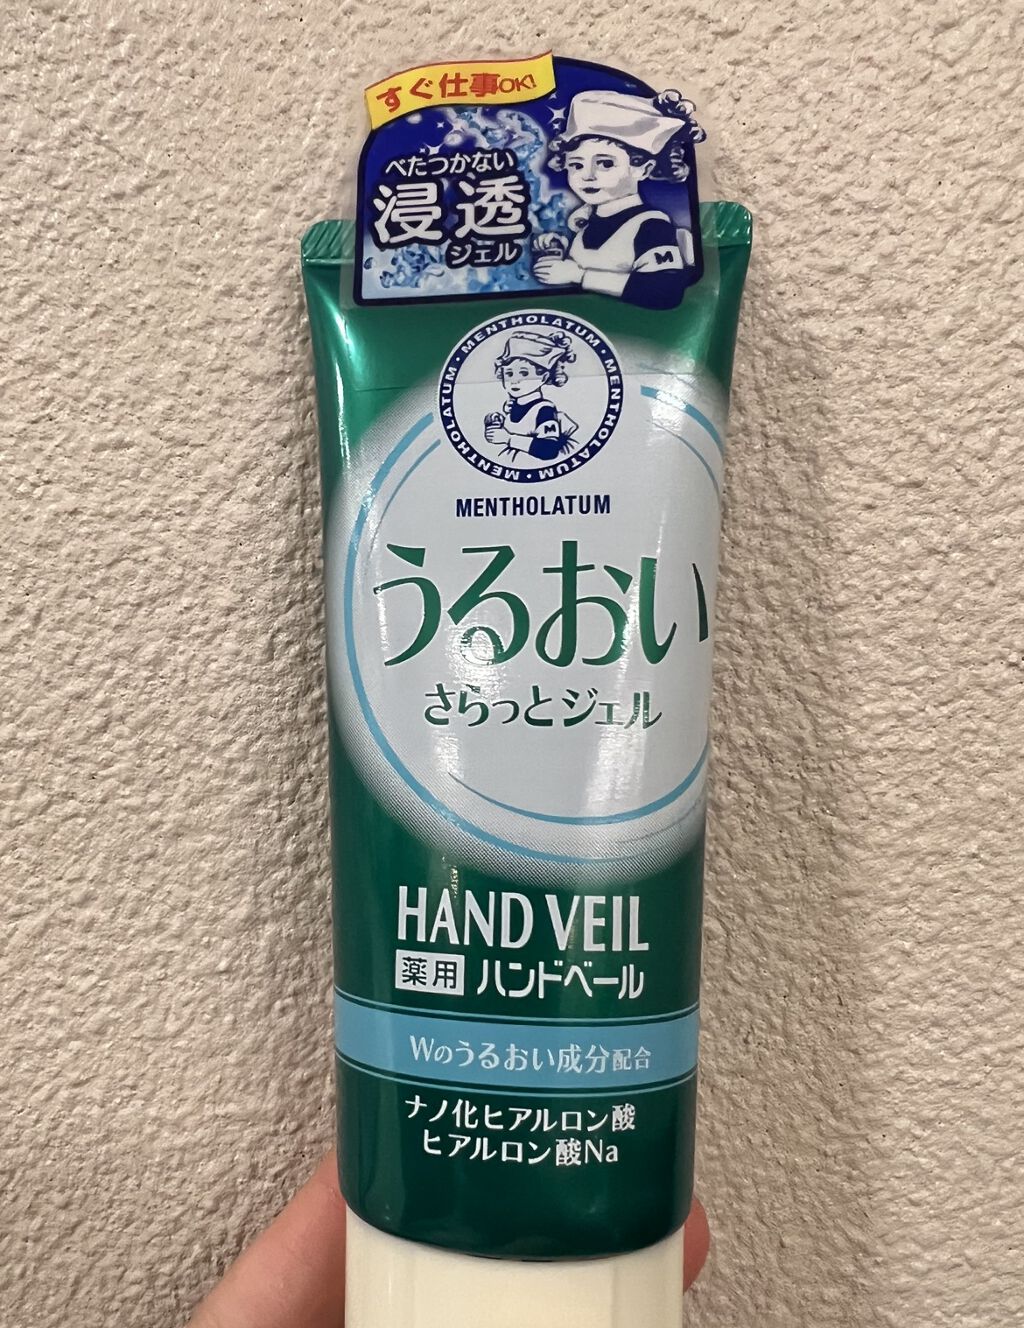 すぐ仕事OK!
べたつかない
浸透
ジェル
M
MENTHOLATUM・MENTHOLATUM・MENTHOLATUM・MENTHOLATUM・
M
MENTHOLATUM
うるおい
さらっとジェル
HAND VEIL
薬用 ハンドベール
Wのうるおい成分配合
ナノ化ヒアルロン酸
ヒアルロン酸Na